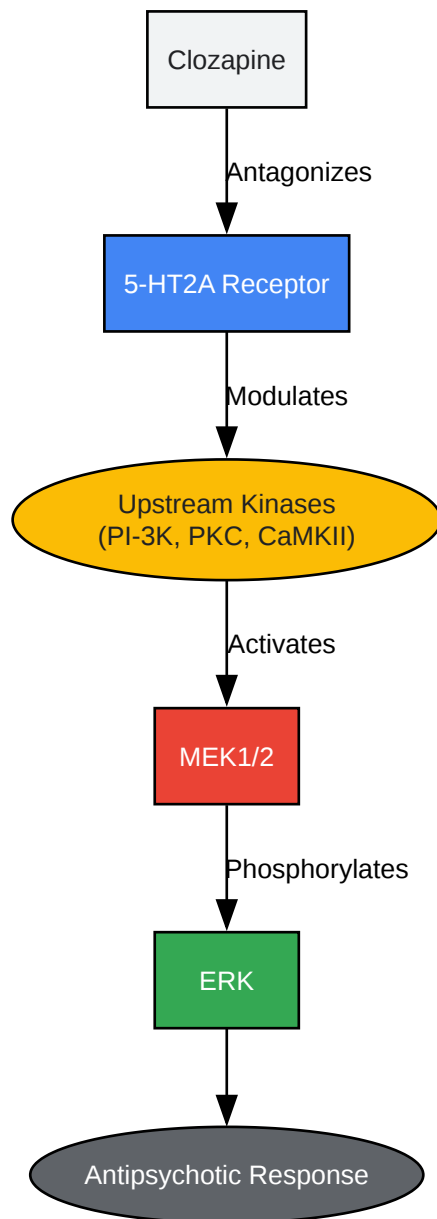 Clozapine
Antagonizes
5-HT2A Receptor
Modulates
Upstream Kinases
(PI-3K, PKC, CaMKII)
Activates
MEK1/2
Phosphorylates
ERK
Antipsychotic Response